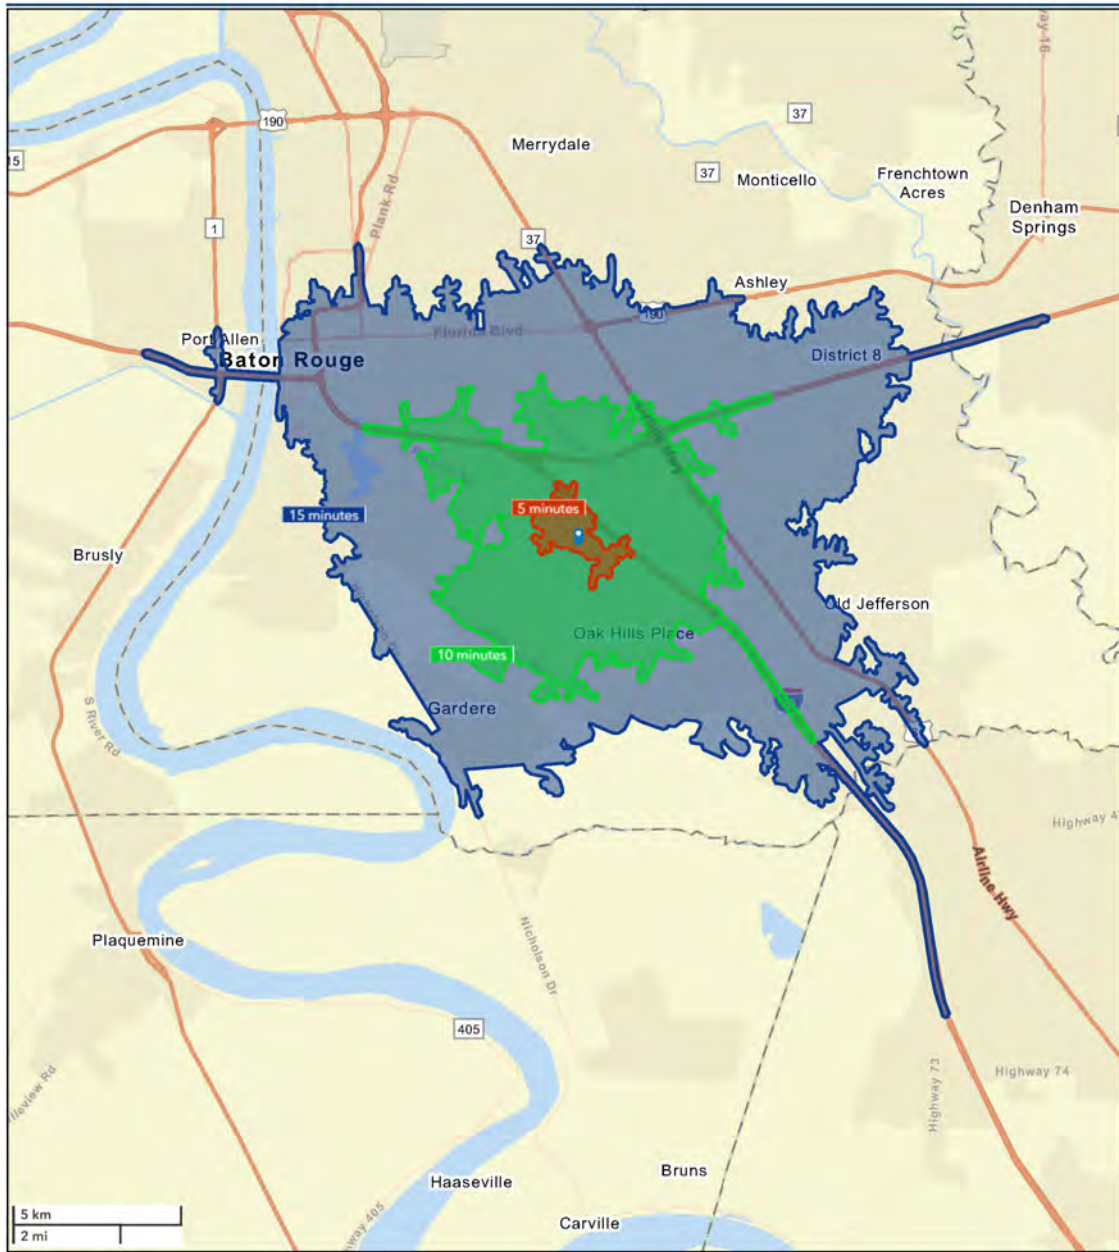 37
Merrydale
190
15
37
Monticello
Frenchtown
Acres
Plank Rd
Denham
Springs
1
37
Ashley
190
Port Allen
Florida Blvd
Baton Rouge
District 8
5 minutes
15 minutes
Brusly
Old Jefferson
Oak Hills Place
10 minutes
Gardere
S River Rd
Airline Hwy
Plaquemine
Nicholson Dr
405
Highway 73
Highway 74
Bruns
Haaseville
Carville
5 km
2 mi